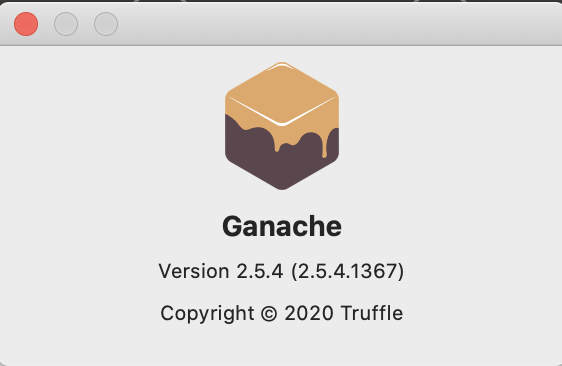 Ganache
Version 2.5.4 (2.5.4.1367)
Copyright © 2020 Truffle